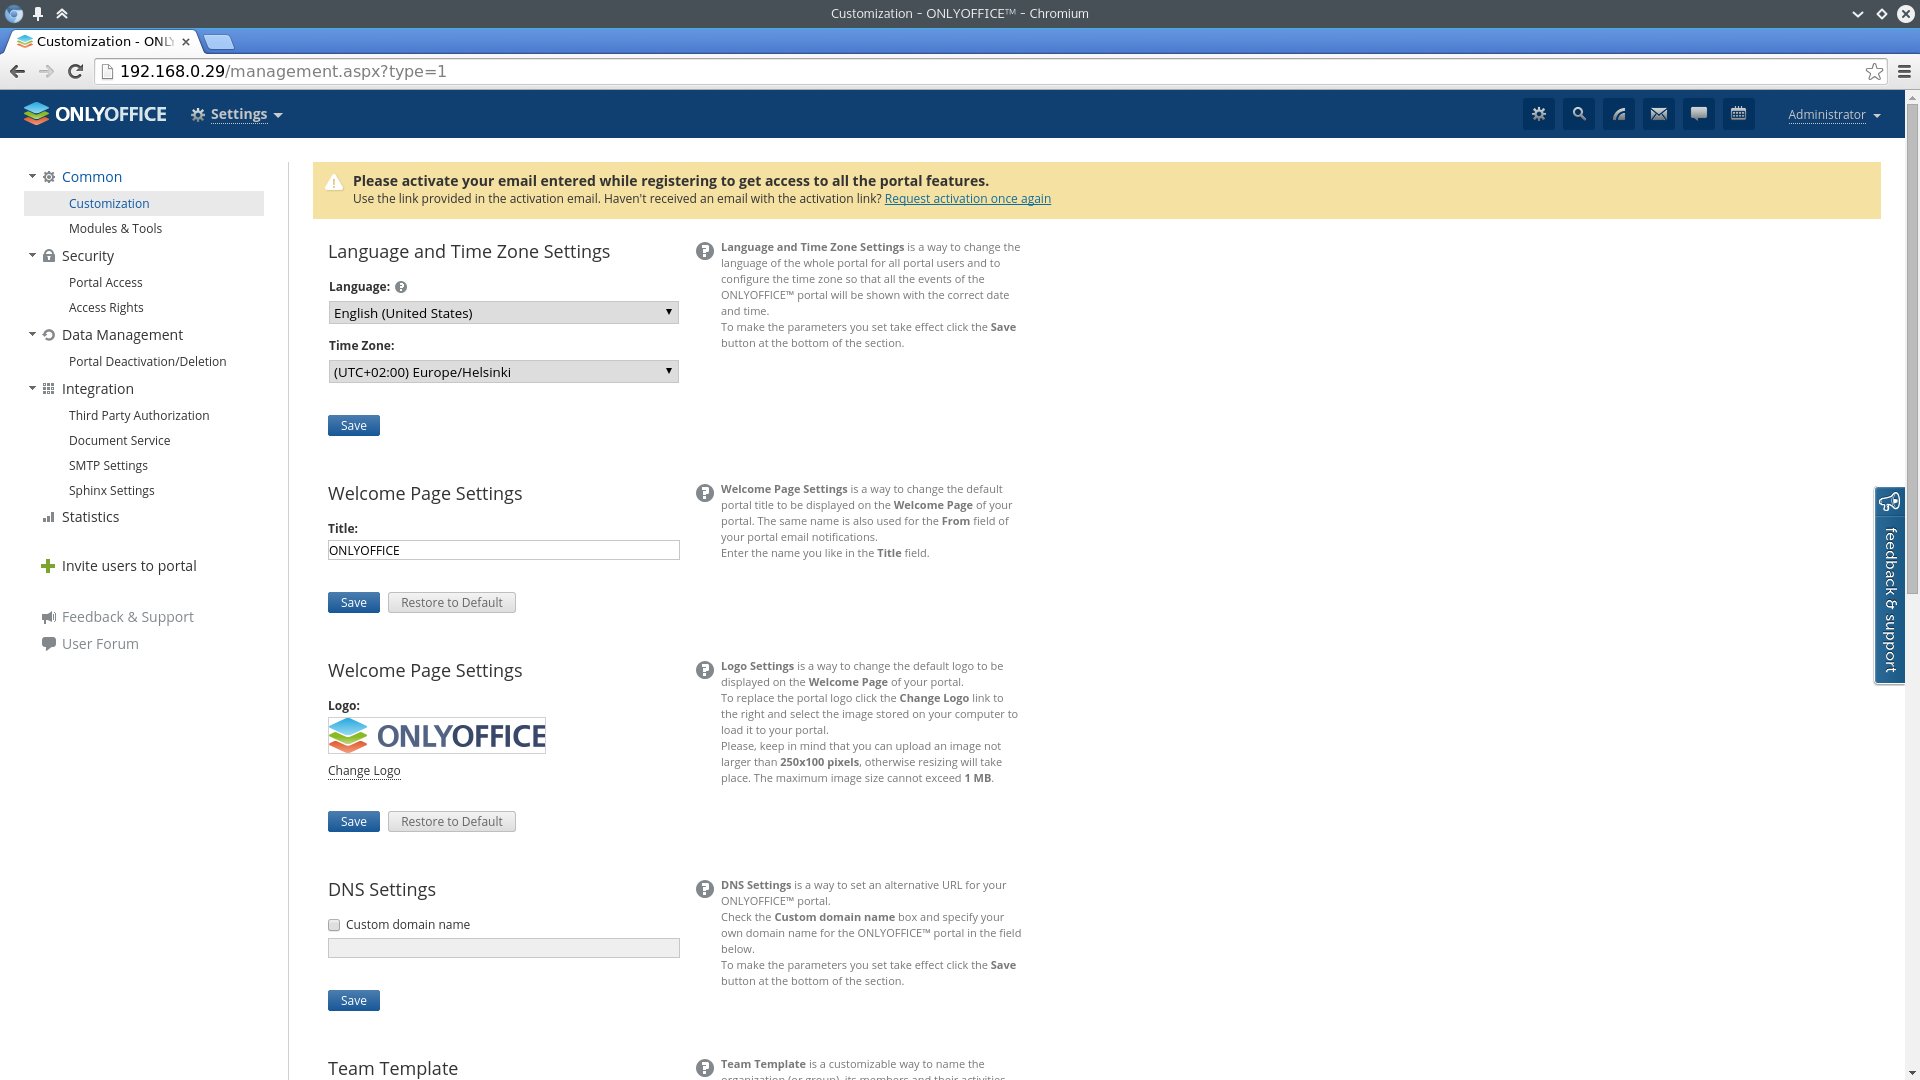 Customization – ONLYOFFICE™ – Chromium
Customization - ONL
192.168.0.29/management.aspx?type=1
ONLYOFFICE
Settings
Administrator
Common
Customization
Modules & Tools
Security
Portal Access
Access Rights
Data Management
Portal Deactivation/Deletion
Integration
Third Party Authorization
Document Service
SMTP Settings
Sphinx Settings
Statistics
Invite users to portal
Feedback & Support
User Forum
Please activate your email entered while registering to get access to all the portal features.
Use the link provided in the activation email. Haven't received an email with the activation link? Request activation once again
Language and Time Zone Settings
Language:
English (United States)
Time Zone:
(UTC+02:00) Europe/Helsinki
Save
Language and Time Zone Settings is a way to change the
language of the whole portal for all portal users and to
configure the time zone so that all the events of the
ONLYOFFICE™ portal will be shown with the correct date
and time.
To make the parameters you set take effect click the Save
button at the bottom of the section.
Welcome Page Settings
Title:
ONLYOFFICE
Save
Restore to Default
Welcome Page Settings is a way to change the default
portal title to be displayed on the Welcome Page of your
portal. The same name is also used for the From field of
your portal email notifications.
Enter the name you like in the Title field.
Welcome Page Settings
Logo:
ONLYOFFICE
Change Logo
Save
Restore to Default
Logo Settings is a way to change the default logo to be
displayed on the Welcome Page of your portal.
To replace the portal logo click the Change Logo link to
the right and select the image stored on your computer to
load it to your portal.
Please, keep in mind that you can upload an image not
larger than 250x100 pixels, otherwise resizing will take
place. The maximum image size cannot exceed 1 MB.
DNS Settings
Custom domain name
Save
DNS Settings is a way to set an alternative URL for your
ONLYOFFICE™ portal.
Check the Custom domain name box and specify your
own domain name for the ONLYOFFICE™ portal in the field
below.
To make the parameters you set take effect click the Save
button at the bottom of the section.
Team Template
Team Template is a customizable way to name the
organization (or group), its members and their activities
feedback & support